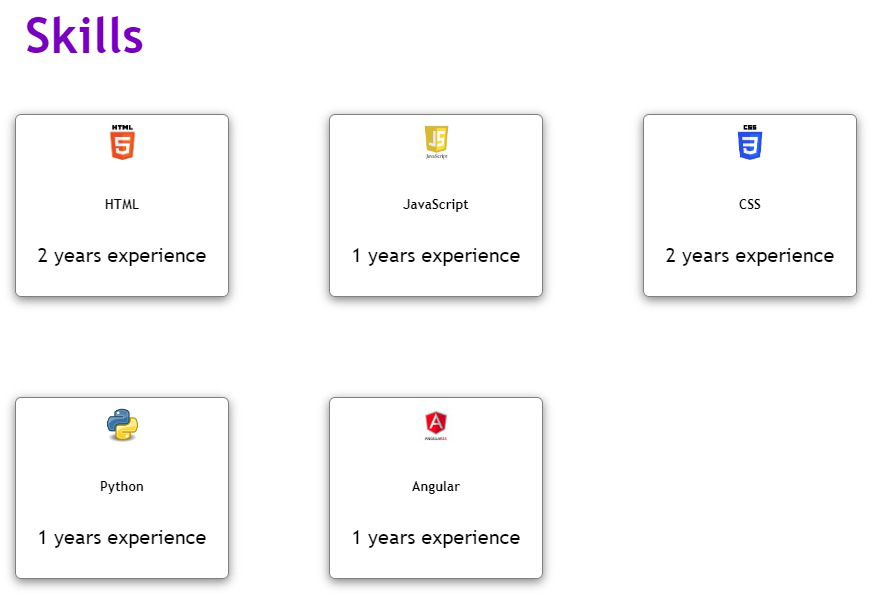 Skills
HTML
5
HTML
2 years experience
JS
JavaScript
JavaScript
1 years experience
CSS
3
CSS
2 years experience
Python
1 years experience
A
ANGULARJS
Angular
1 years experience